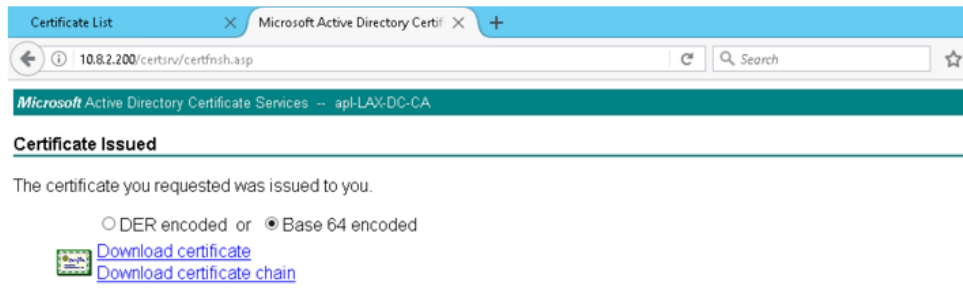 Certificate List
Microsoft Active Directory Certif
10.8.2.200/certsrv/certfnsh.asp
Search
Microsoft Active Directory Certificate Services -- apl-LAX-DC-CA
Certificate Issued
The certificate you requested was issued to you.
DER encoded or Base 64 encoded
Download certificate
Download certificate chain